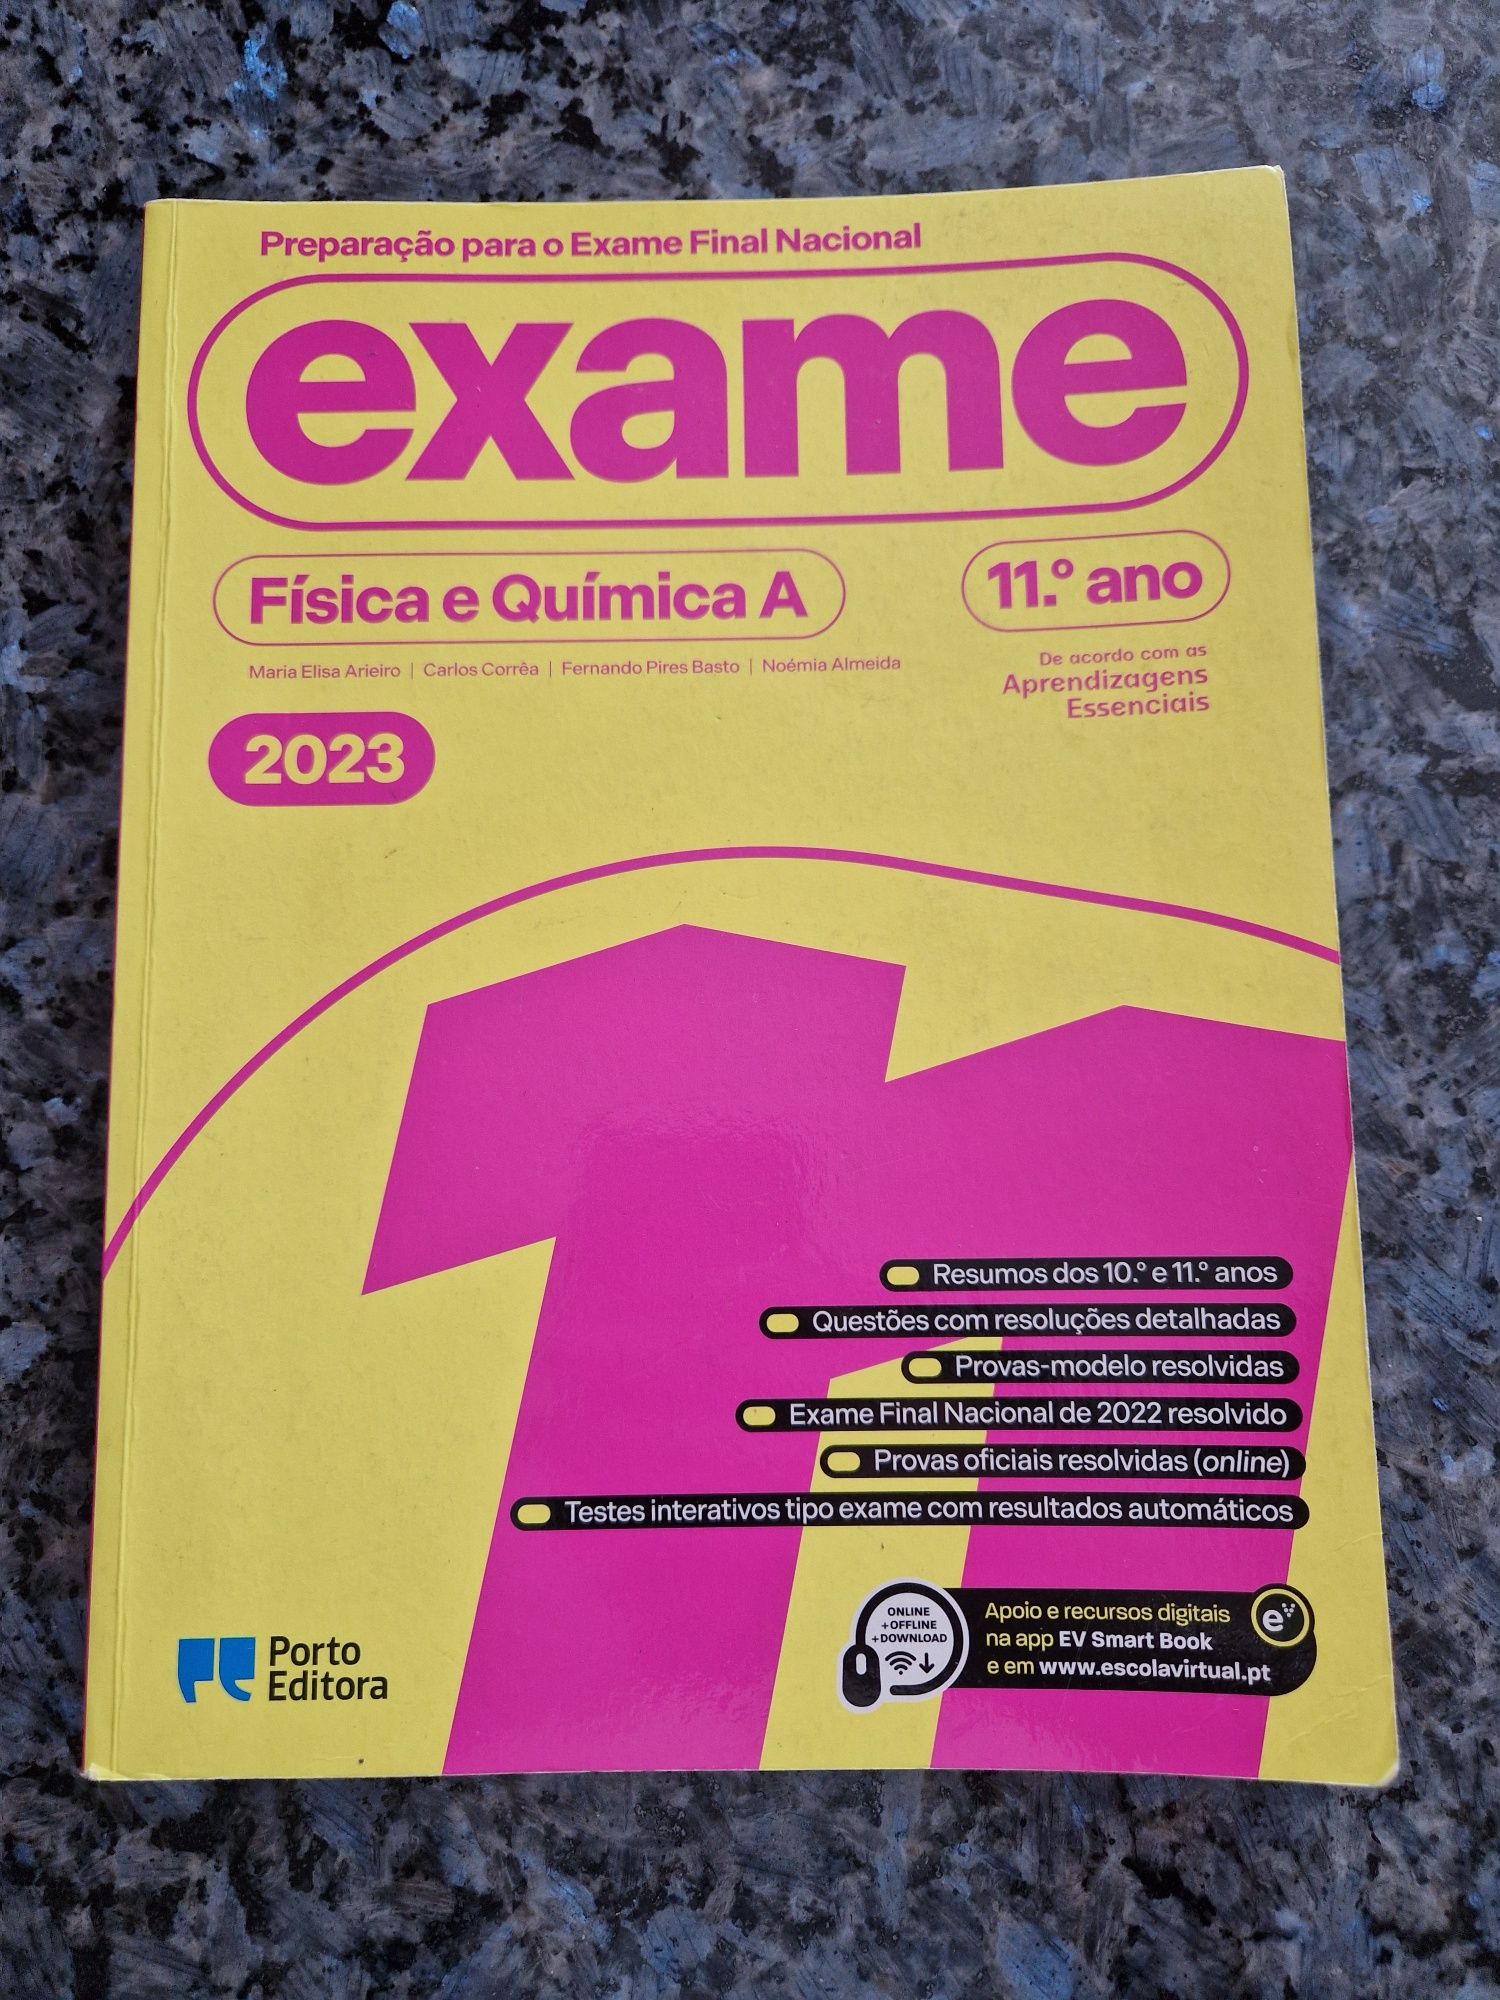 Preparação para o Exame Final Nacional
exame
Física e Química A
11.º ano
Maria Elisa Arieiro | Carlos Corrêa | Fernando Pires Basto | Noémia Almeida
De acordo com as
Aprendizagens
Essenciais
2023
Resumos dos 10.º e 11.º anos
Questões com resoluções detalhadas
Provas-modelo resolvidas
Exame Final Nacional de 2022 resolvido
Provas oficiais resolvidas (online)
Testes interativos tipo exame com resultados automáticos
ONLINE
+OFFLINE
+DOWNLOAD
Apoio e recursos digitais
na app EV Smart Book
e em www.escolavirtual.pt
e
Porto
Editora
11